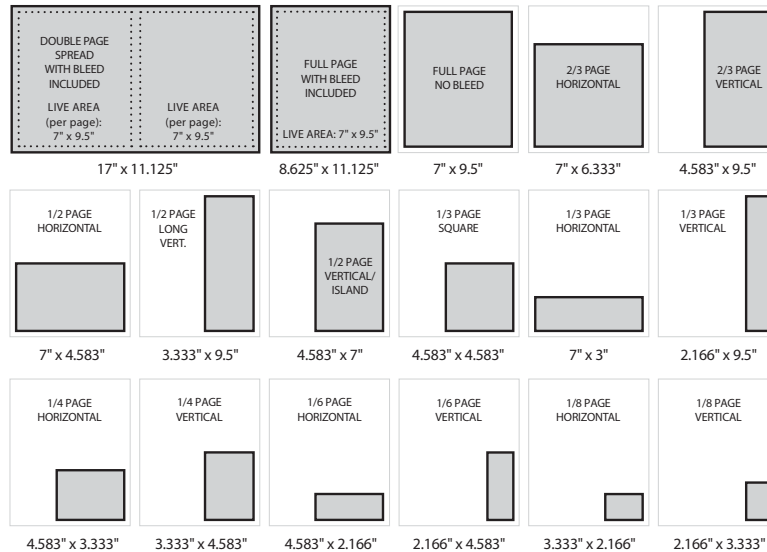 DOUBLE PAGE
SPREAD
WITH BLEED
INCLUDED
LIVE AREA
(per page):
7" x 9.5"
LIVE AREA
(per page):
7" x 9.5"
17" x 11.125"
FULL PAGE
WITH BLEED
INCLUDED
LIVE AREA: 7" x 9.5"
8.625" x 11.125"
FULL PAGE
NO BLEED
7" x 9.5"
2/3 PAGE
HORIZONTAL
7" x 6.333"
2/3 PAGE
VERTICAL
4.583" x 9.5"
1/2 PAGE
HORIZONTAL
7" x 4.583"
1/2 PAGE
LONG
VERT.
3.333" x 9.5"
1/2 PAGE
VERTICAL/
ISLAND
4.583" x 7"
1/3 PAGE
SQUARE
4.583" x 4.583"
1/3 PAGE
HORIZONTAL
7" x 3"
1/3 PAGE
VERTICAL
2.166" x 9.5"
1/4 PAGE
HORIZONTAL
4.583" x 3.333"
1/4 PAGE
VERTICAL
3.333" x 4.583"
1/6 PAGE
HORIZONTAL
4.583" x 2.166"
1/6 PAGE
VERTICAL
2.166" x 4.583"
1/8 PAGE
HORIZONTAL
3.333" x 2.166"
1/8 PAGE
VERTICAL
2.166" x 3.333"